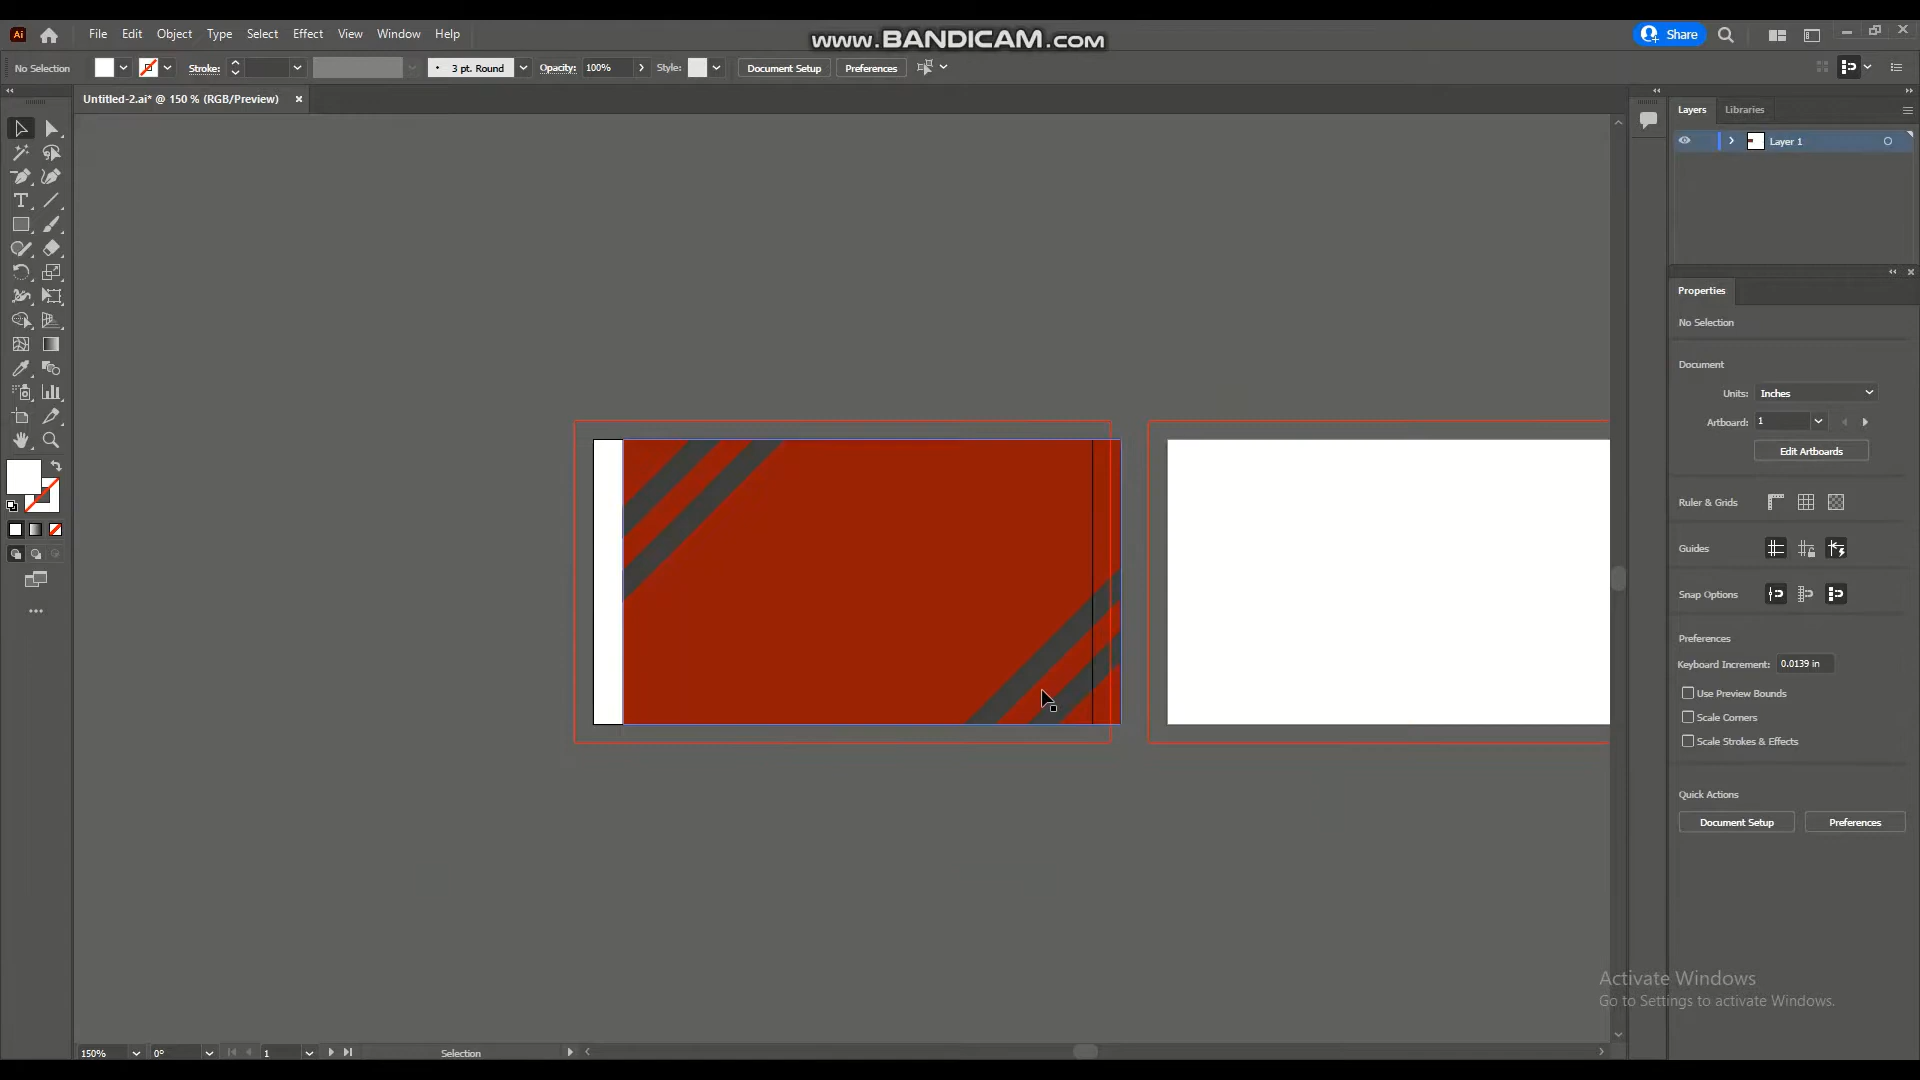 www.BANDICAM.com
Ai
File Edit Object Type Select Effect View Window Help
Share
No Selection
Stroke:
3 pt. Round
Opacity: 100%
Style:
Document Setup
Preferences
Untitled-2.ai* @ 150 % (RGB/Preview)
Layers
Libraries
Layer 1
Properties
No Selection
Document
Units: Inches
Artboard: 1
Edit Artboards
Ruler & Grids
Guides
Snap Options
Preferences
Keyboard Increment: 0.0139 in
Use Preview Bounds
Scale Corners
Scale Strokes & Effects
Quick Actions
Document Setup
Preferences
Activate Windows
Go to Settings to activate Windows.
150%
0°
1
Selection